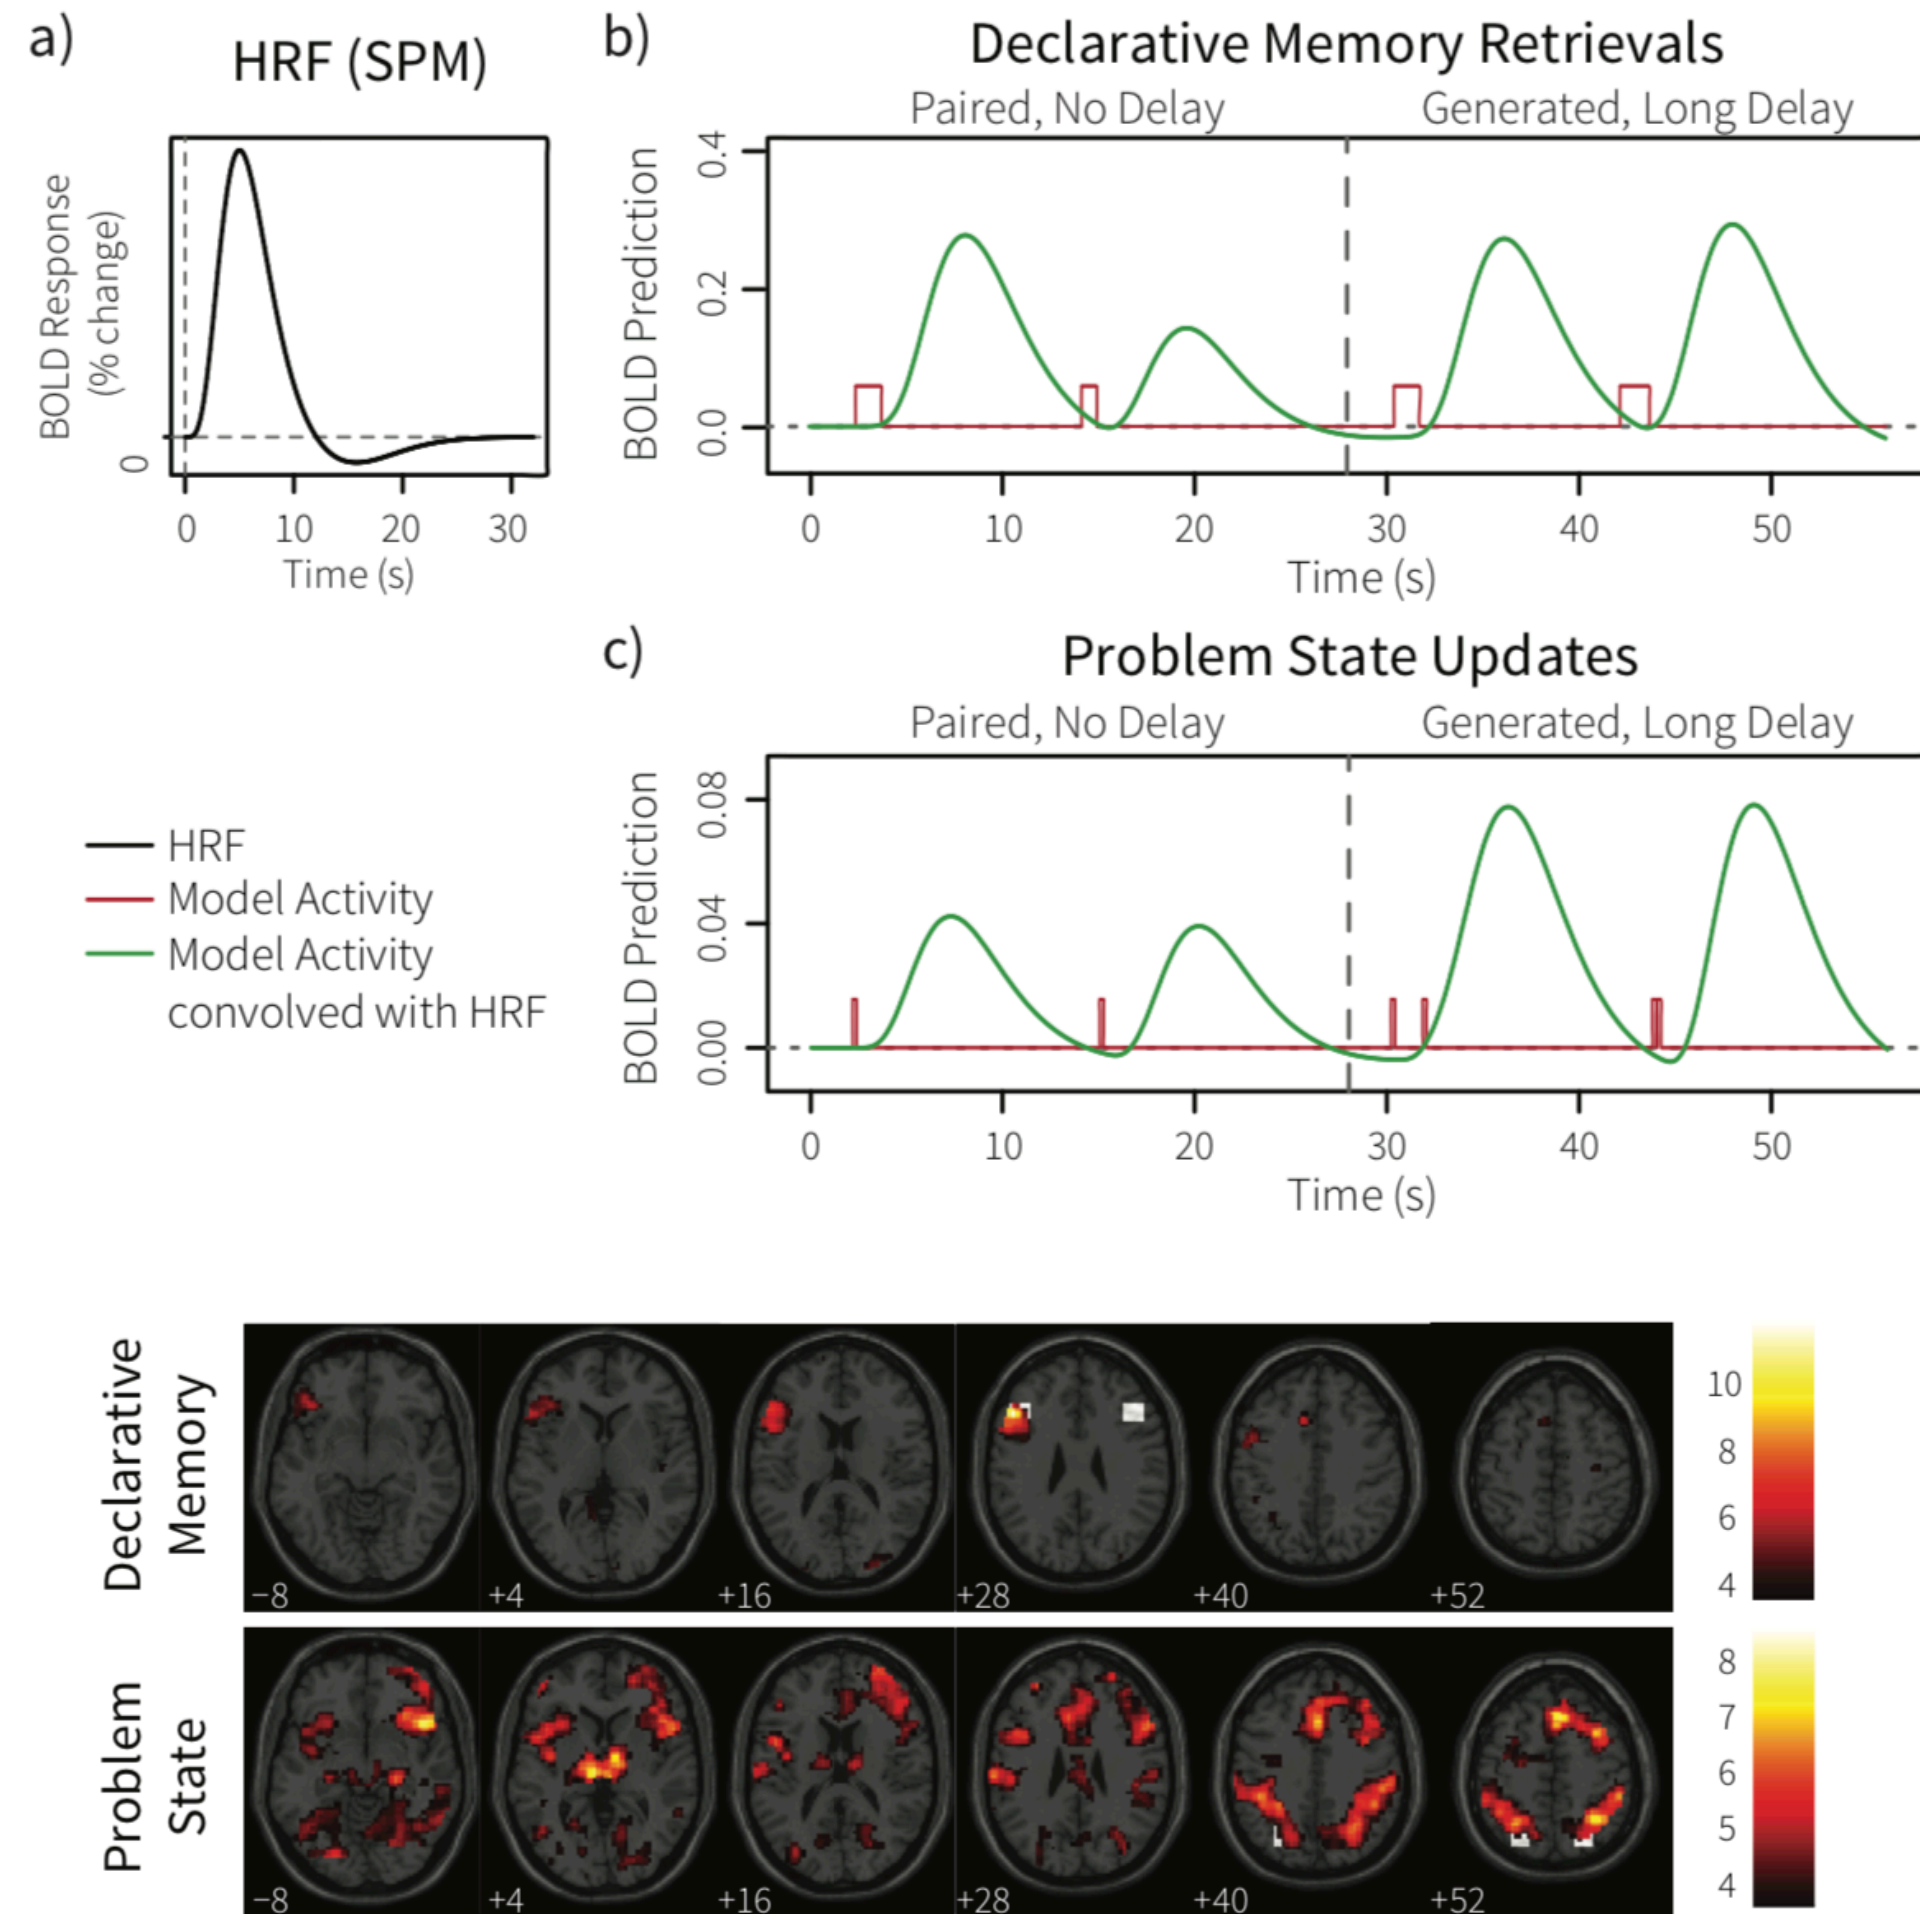 a)
HRF (SPM)
BOLD Response
(% change)
0
0 10 20 30
Time (s)
b)
Declarative Memory Retrievals
Paired, No Delay Generated, Long Delay
BOLD Prediction
0.4
0.2
0.0
0 10 20 30 40 50
Time (s)
c)
Problem State Updates
Paired, No Delay Generated, Long Delay
BOLD Prediction
0.08
0.04
0.00
0 10 20 30 40 50
Time (s)
HRF
Model Activity
Model Activity
convolved with HRF
Declarative
Memory
−8 +4 +16 +28 +40 +52
10
8
6
4
Problem
State
−8 +4 +16 +28 +40 +52
8
7
6
5
4